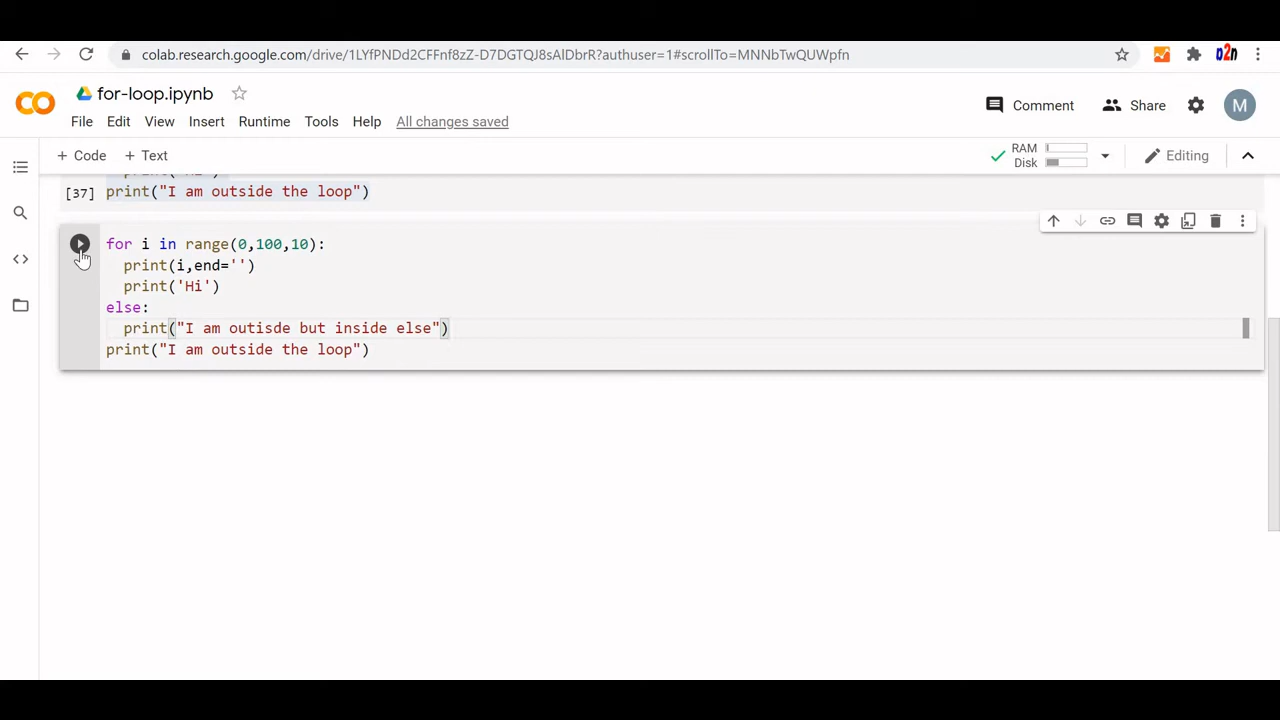 colab.research.google.com/drive/1LYfPNDd2CFFnf8zZ-D7DGTQJ8sAlDbrR?authuser=1#scrollTo=MNNbTwQUWpfn
for-loop.ipynb
Comment Share M
File Edit View Insert Runtime Tools Help All changes saved
+ Code + Text RAM Disk Editing
[37] print("I am outside the loop")
for i in range(0,100,10):
print(i,end='')
print('Hi')
else:
print("I am outisde but inside else")
print("I am outside the loop")